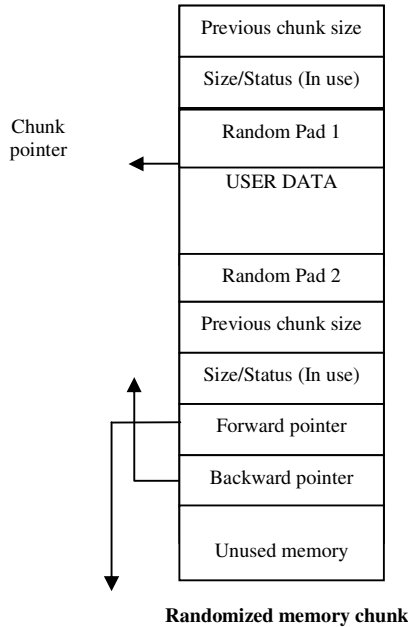 Previous chunk size
Size/Status (In use)
Chunk
pointer
Random Pad 1
USER DATA
Random Pad 2
Previous chunk size
Size/Status (In use)
Forward pointer
Backward pointer
Unused memory
Randomized memory chunk